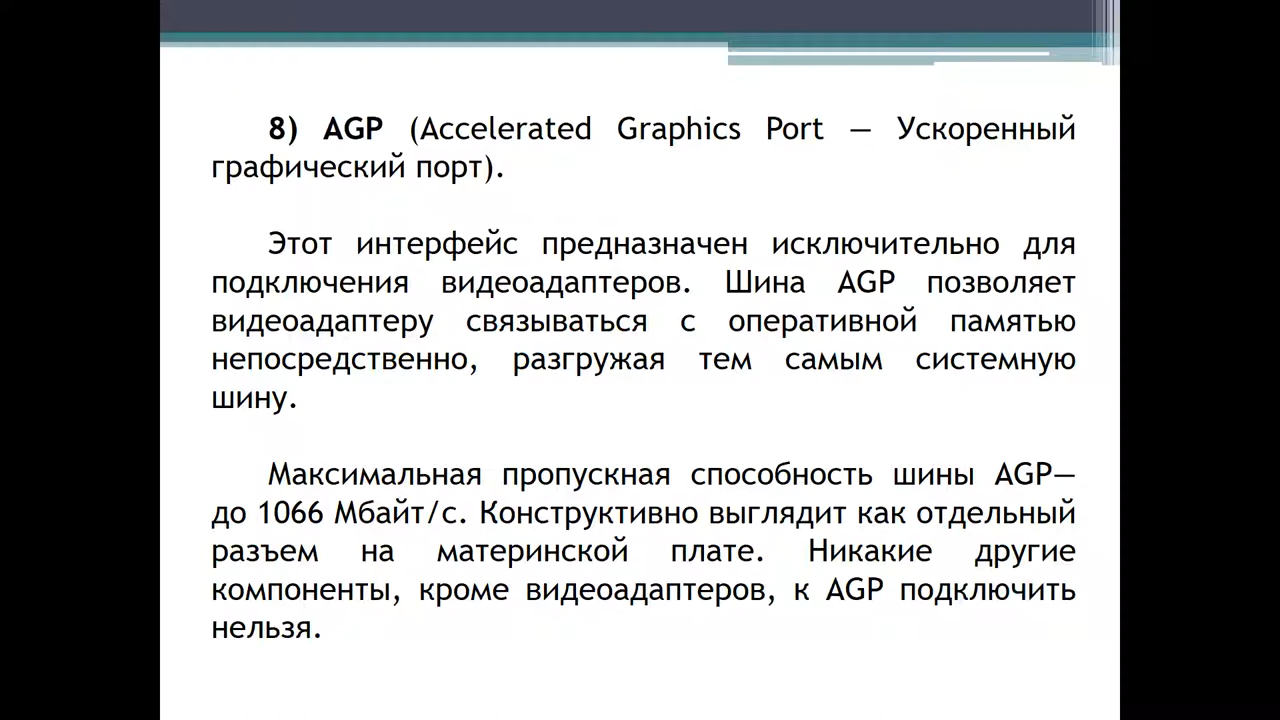 8) AGP (Accelerated Graphics Port — Ускоренный
графический порт).
Этот интерфейс предназначен исключительно для
подключения видеоадаптеров. Шина AGP позволяет
видеоадаптеру связываться с оперативной памятью
непосредственно, разгружая тем самым системную
шину.
Максимальная пропускная способность шины AGP—
до 1066 Мбайт/с. Конструктивно выглядит как отдельный
разъем на материнской плате. Никакие другие
компоненты, кроме видеоадаптеров, к AGP подключить
нельзя.